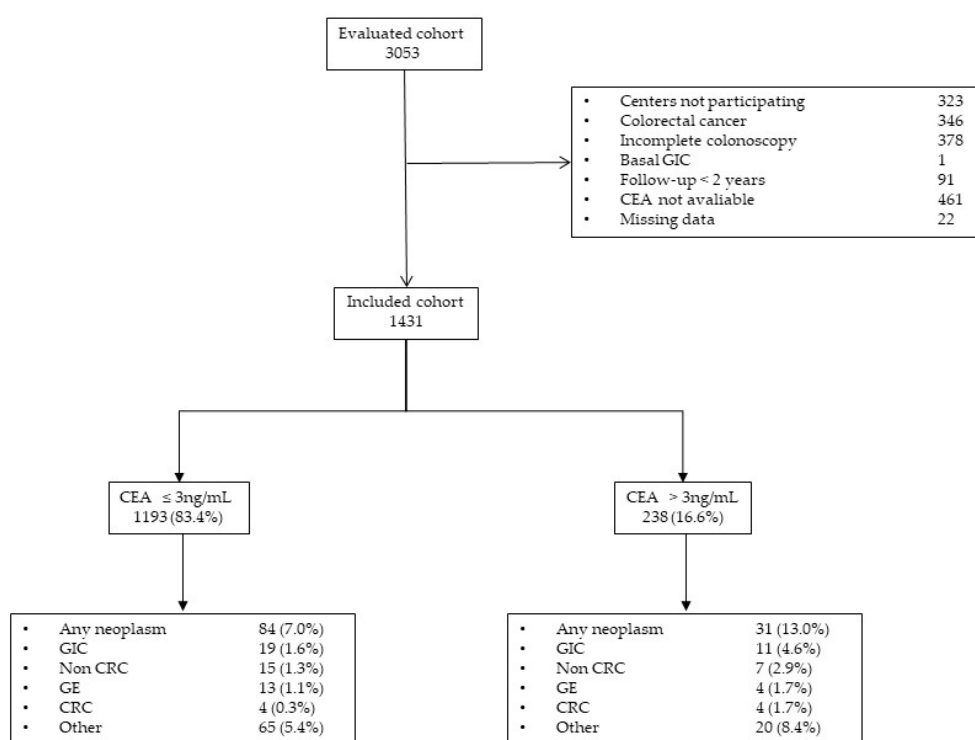 Evaluated cohort
3053
• Centers not participating 323
• Colorectal cancer 346
• Incomplete colonoscopy 378
• Basal GIC 1
• Follow-up < 2 years 91
• CEA not avaliable 461
• Missing data 22
Included cohort
1431
CEA ≤ 3ng/mL
1193 (83.4%)
CEA > 3ng/mL
238 (16.6%)
• Any neoplasm 84 (7.0%)
• GIC 19 (1.6%)
• Non CRC 15 (1.3%)
• GE 13 (1.1%)
• CRC 4 (0.3%)
• Other 65 (5.4%)
• Any neoplasm 31 (13.0%)
• GIC 11 (4.6%)
• Non CRC 7 (2.9%)
• GE 4 (1.7%)
• CRC 4 (1.7%)
• Other 20 (8.4%)